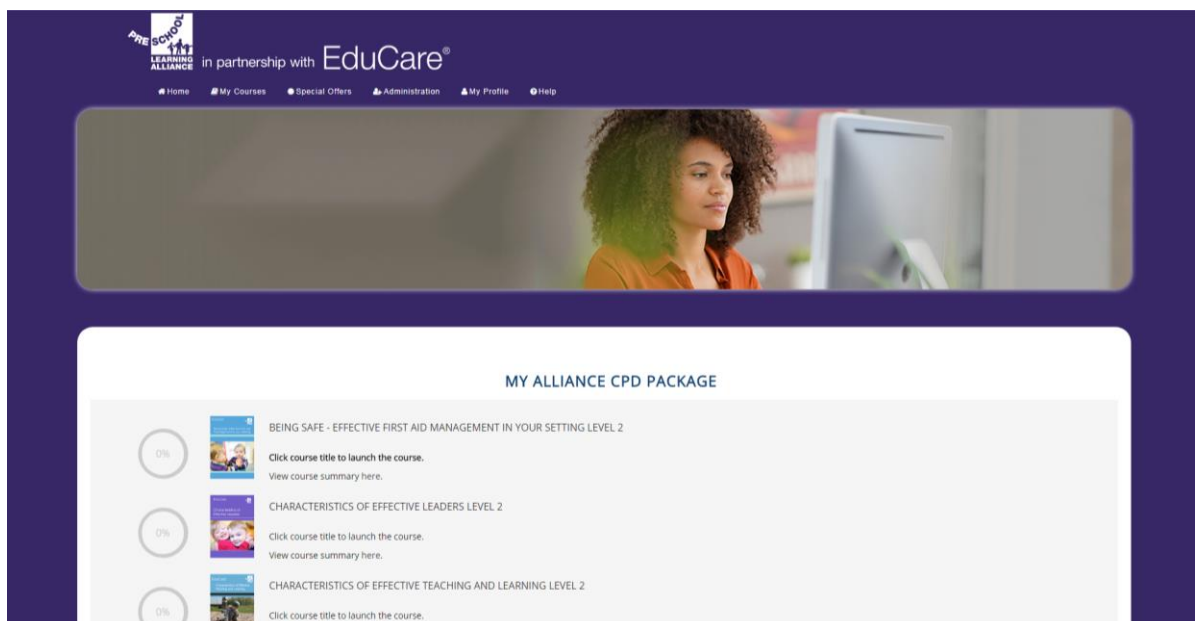 PRE SCHOOL
LEARNING
ALLIANCE
in partnership with EduCare®
Home My Courses Special Offers Administration My Profile Help
MY ALLIANCE CPD PACKAGE
0%
BEING SAFE - EFFECTIVE FIRST AID MANAGEMENT IN YOUR SETTING LEVEL 2
Click course title to launch the course.
View course summary here.
0%
CHARACTERISTICS OF EFFECTIVE LEADERS LEVEL 2
Click course title to launch the course.
View course summary here.
0%
CHARACTERISTICS OF EFFECTIVE TEACHING AND LEARNING LEVEL 2
Click course title to launch the course.